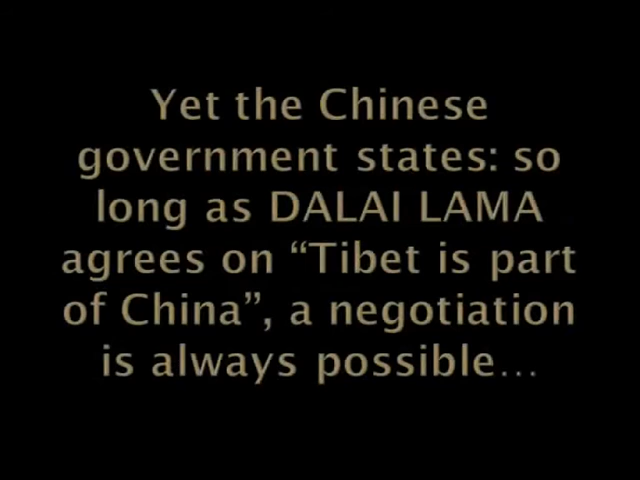 Yet the Chinese
government states: so
long as DALAI LAMA
agrees on “Tibet is part
of China”, a negotiation
is always possible…